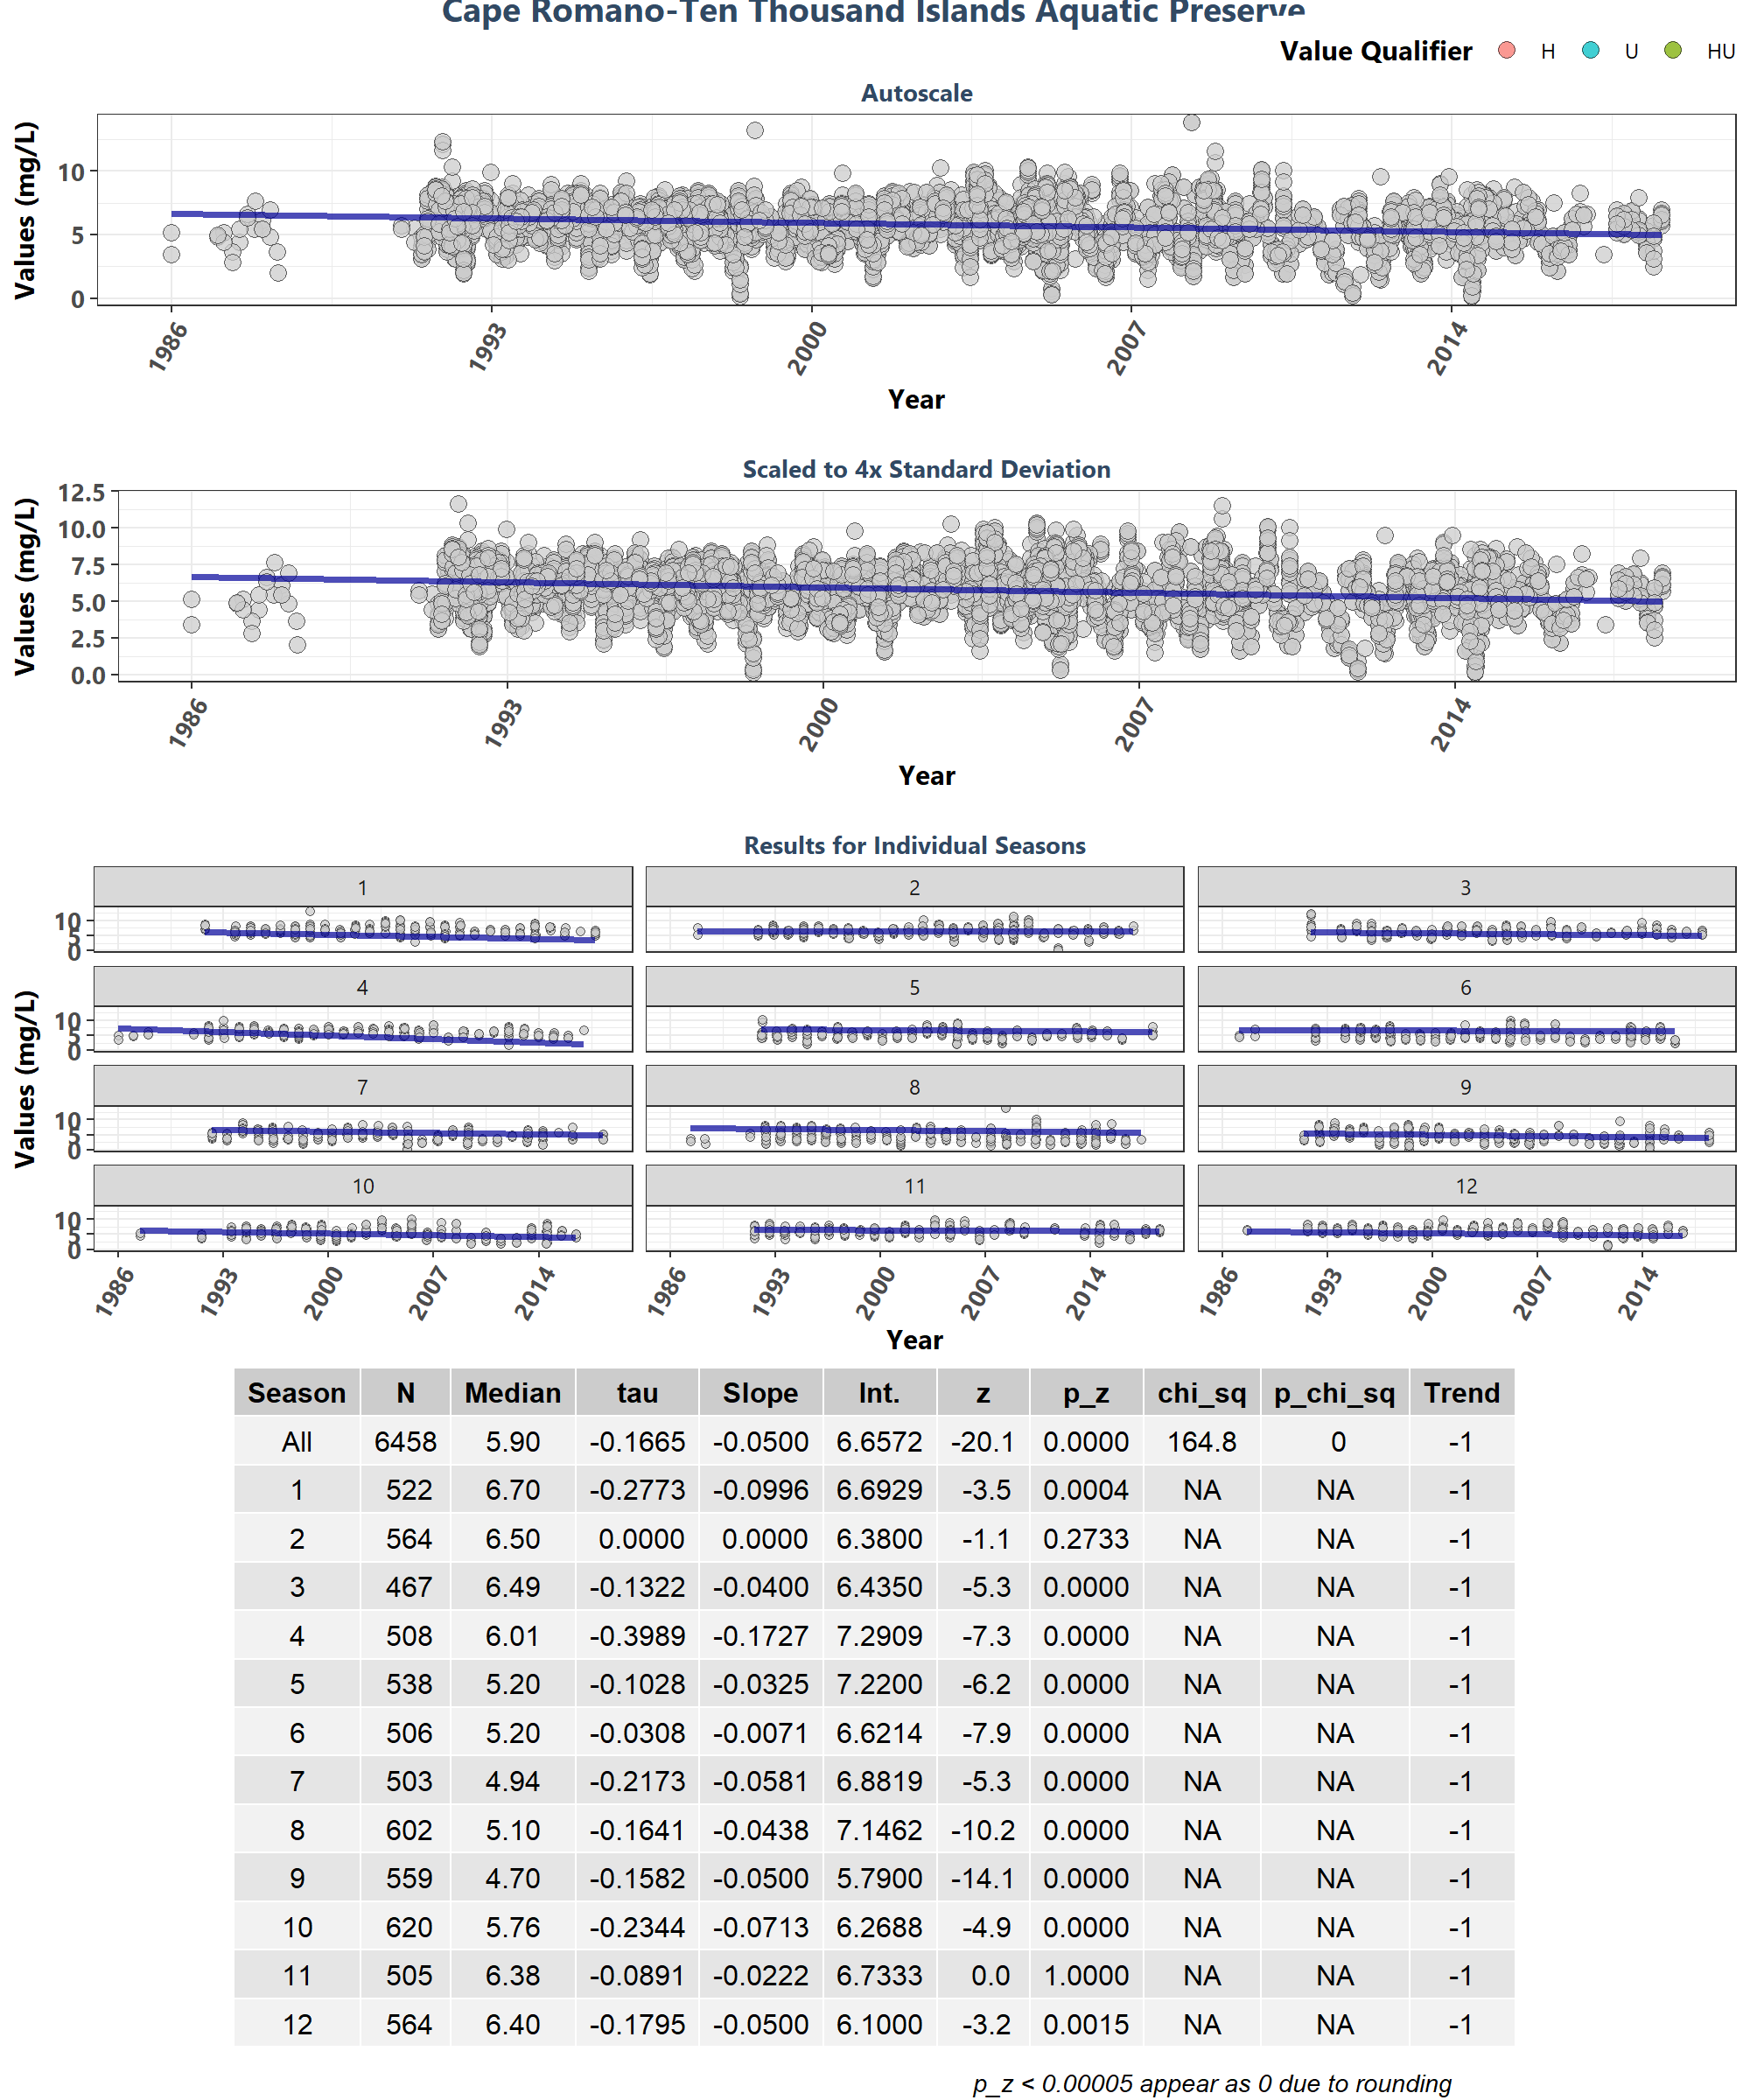 Cape Romano-Ten Thousand Islands Aquatic Preserve
Value Qualifier H U HU
Autoscale
Values (mg/L)
10
5
0
1986 1993 2000 2007 2014
Year
Scaled to 4x Standard Deviation
Values (mg/L)
12.5
10.0
7.5
5.0
2.5
0.0
1986 1993 2000 2007 2014
Year
Results for Individual Seasons
Values (mg/L)
1 2 3
10
5
0
4 5 6
10
5
0
7 8 9
10
5
0
10 11 12
10
5
0
1986 1993 2000 2007 2014 1986 1993 2000 2007 2014 1986 1993 2000 2007 2014
Year
Season N Median tau Slope Int. z p_z chi_sq p_chi_sq Trend
All 6458 5.90 -0.1665 -0.0500 6.6572 -20.1 0.0000 164.8 0 -1
1 522 6.70 -0.2773 -0.0996 6.6929 -3.5 0.0004 NA NA -1
2 564 6.50 0.0000 0.0000 6.3800 -1.1 0.2733 NA NA -1
3 467 6.49 -0.1322 -0.0400 6.4350 -5.3 0.0000 NA NA -1
4 508 6.01 -0.3989 -0.1727 7.2909 -7.3 0.0000 NA NA -1
5 538 5.20 -0.1028 -0.0325 7.2200 -6.2 0.0000 NA NA -1
6 506 5.20 -0.0308 -0.0071 6.6214 -7.9 0.0000 NA NA -1
7 503 4.94 -0.2173 -0.0581 6.8819 -5.3 0.0000 NA NA -1
8 602 5.10 -0.1641 -0.0438 7.1462 -10.2 0.0000 NA NA -1
9 559 4.70 -0.1582 -0.0500 5.7900 -14.1 0.0000 NA NA -1
10 620 5.76 -0.2344 -0.0713 6.2688 -4.9 0.0000 NA NA -1
11 505 6.38 -0.0891 -0.0222 6.7333 0.0 1.0000 NA NA -1
12 564 6.40 -0.1795 -0.0500 6.1000 -3.2 0.0015 NA NA -1
p_z < 0.00005 appear as 0 due to rounding